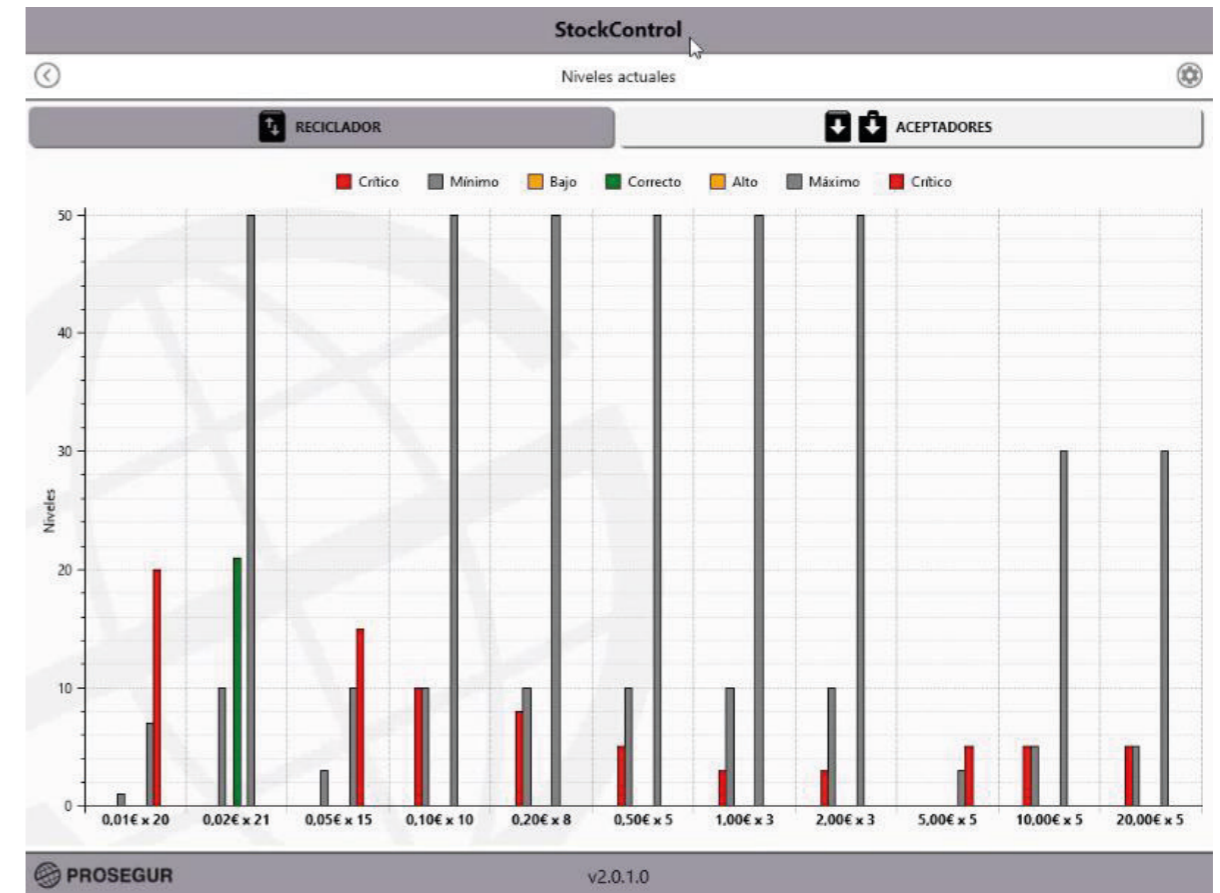 StockControl
Niveles actuales
RECICLADOR
ACEPTADORES
Crítico Mínimo Bajo Correcto Alto Máximo Crítico
50
40
30
20
10
0
Niveles
0,01€ x 20 0,02€ x 21 0,05€ x 15 0,10€ x 10 0,20€ x 8 0,50€ x 5 1,00€ x 3 2,00€ x 3 5,00€ x 5 10,00€ x 5 20,00€ x 5
PROSEGUR v2.0.1.0